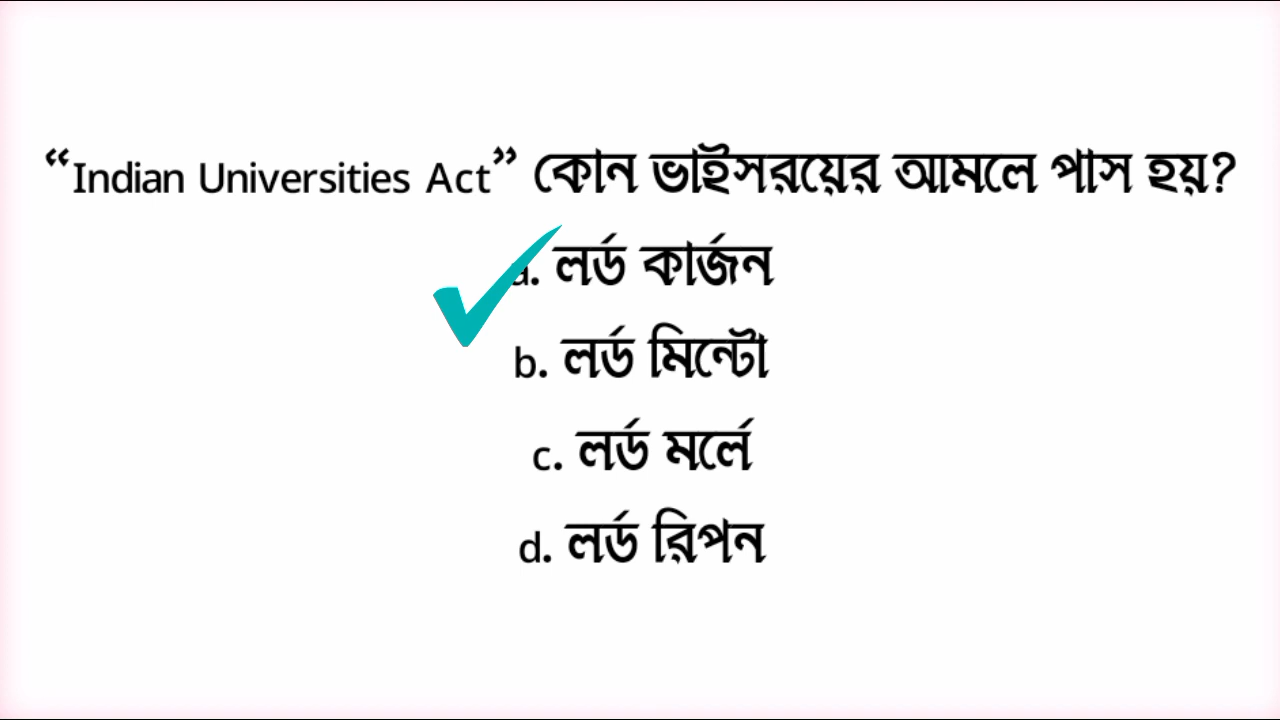 “Indian Universities Act” কোন ভাইসরয়ের আমলে পাস হয়?
a. লর্ড কার্জন
b. লর্ড মিন্টো
c. লর্ড মর্লে
d. লর্ড রিপন